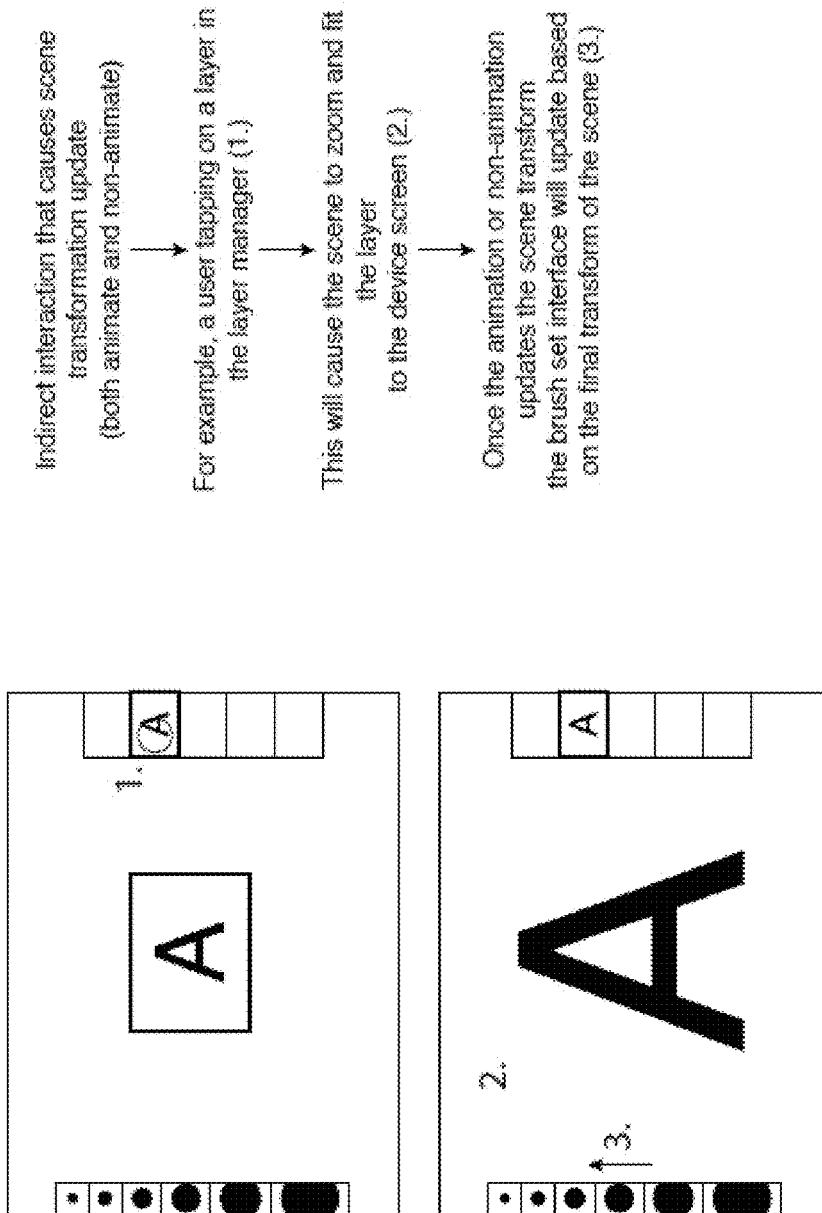 A
1.
A
2.
3.
A
A
Indirect interaction that causes scene
transformation update
(both animate and non-animate)
For example, a user tapping on a layer in
the layer manager (1.)
This will cause the scene to zoom and fit
the layer
to the device screen (2.)
Once the animation or non-animation
updates the scene transform
the brush set interface will update based
on the final transform of the scene (3.)